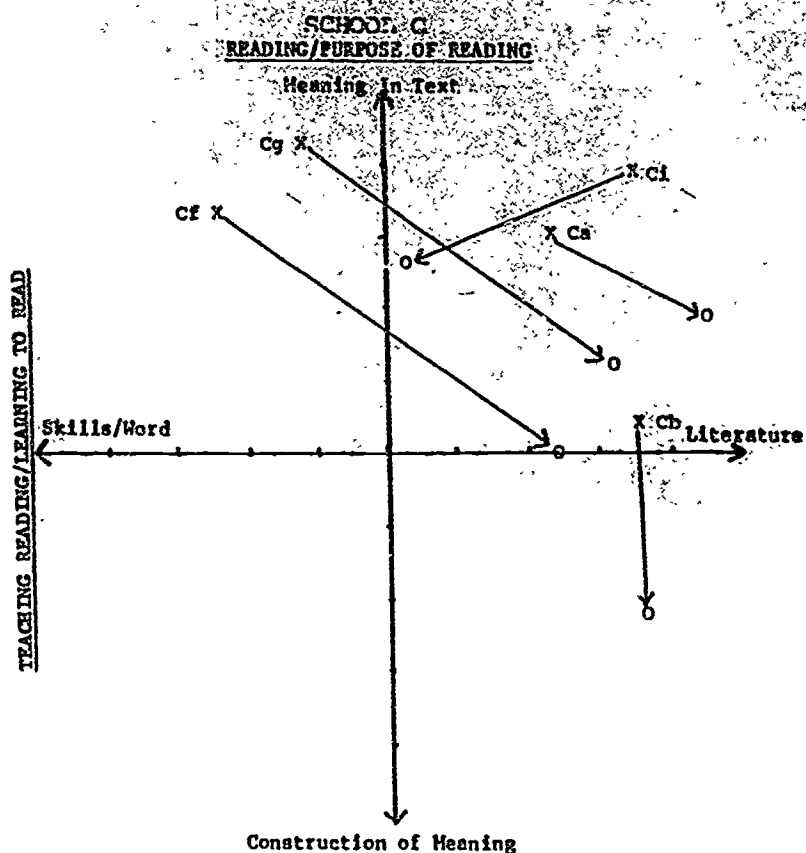 SCHOOL C
READING/PURPOSE OF READING
Meaning In Text
Cg X
X Ci
Cf X
X Ca
O
O
O
TEACHING READING/LEARNING TO READ
Skills/Word
X Cb
Literature
O
O
Construction of Meaning